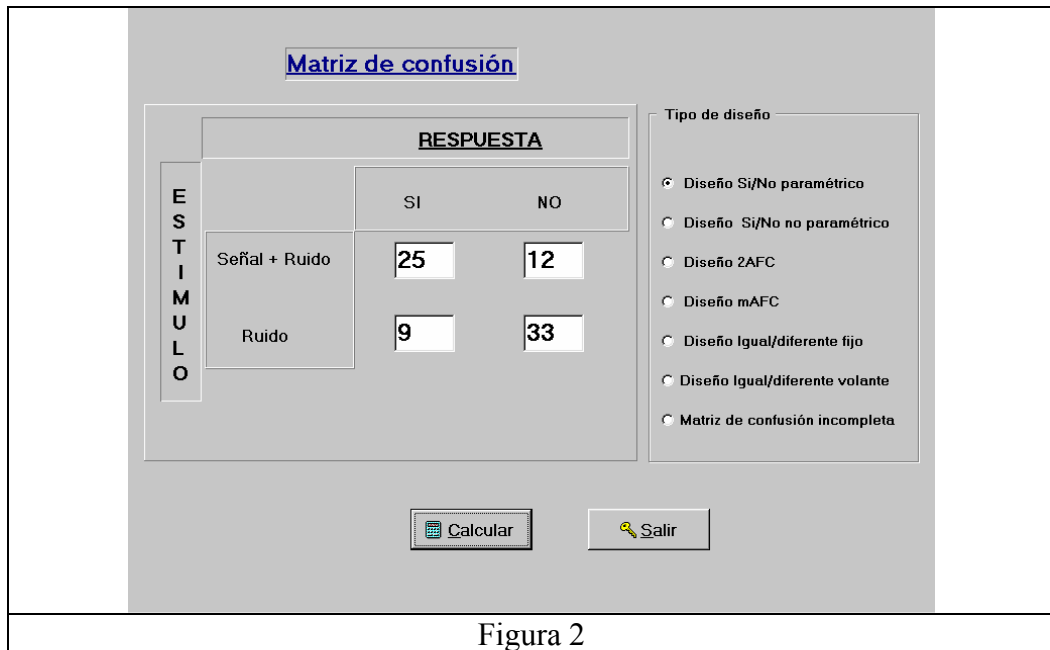 Matriz de confusión
RESPUESTA
SI NO
ESTIMULO
Señal + Ruido 25 12
Ruido 9 33
Tipo de diseño
Diseño Si/No paramétrico
Diseño Si/No no paramétrico
Diseño 2AFC
Diseño mAFC
Diseño Igual/diferente fijo
Diseño Igual/diferente volante
Matriz de confusión incompleta
Calcular Salir
Figura 2